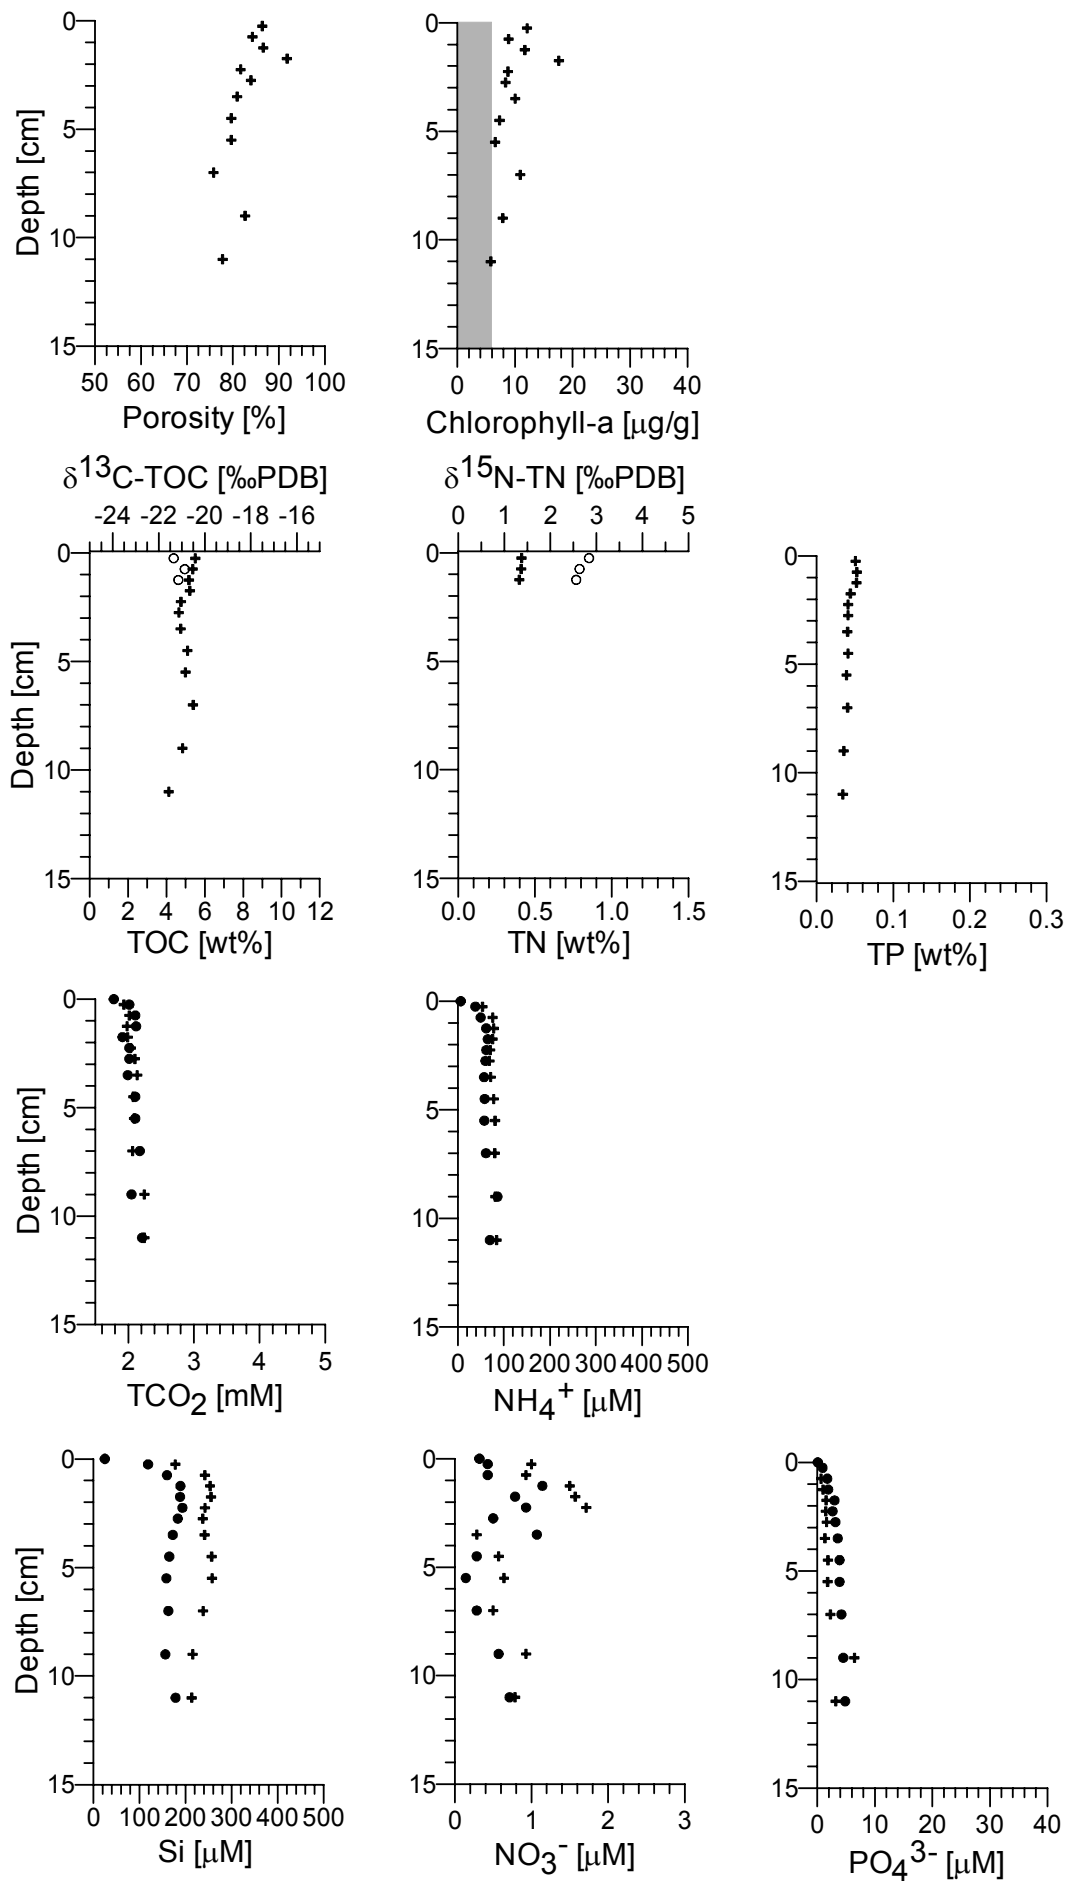 0
5
10
15
Depth [cm]
50 60 70 80 90 100
Porosity [%]
0
5
10
15
0 10 20 30 40
Chlorophyll-a [μg/g]
δ¹³C-TOC [‰PDB]
-24 -22 -20 -18 -16
0
5
10
15
Depth [cm]
0 2 4 6 8 10 12
TOC [wt%]
δ¹⁵N-TN [‰PDB]
0 1 2 3 4 5
0
5
10
15
0.0 0.5 1.0 1.5
TN [wt%]
0
5
10
15
0.0 0.1 0.2 0.3
TP [wt%]
0
5
10
15
Depth [cm]
2 3 4 5
TCO₂ [mM]
0
5
10
15
0 100 200 300 400 500
NH₄⁺ [μM]
0
5
10
15
Depth [cm]
0 100 200 300 400 500
Si [μM]
0
5
10
15
0 1 2 3
NO₃⁻ [μM]
0
5
10
15
0 10 20 30 40
PO₄³⁻ [μM]